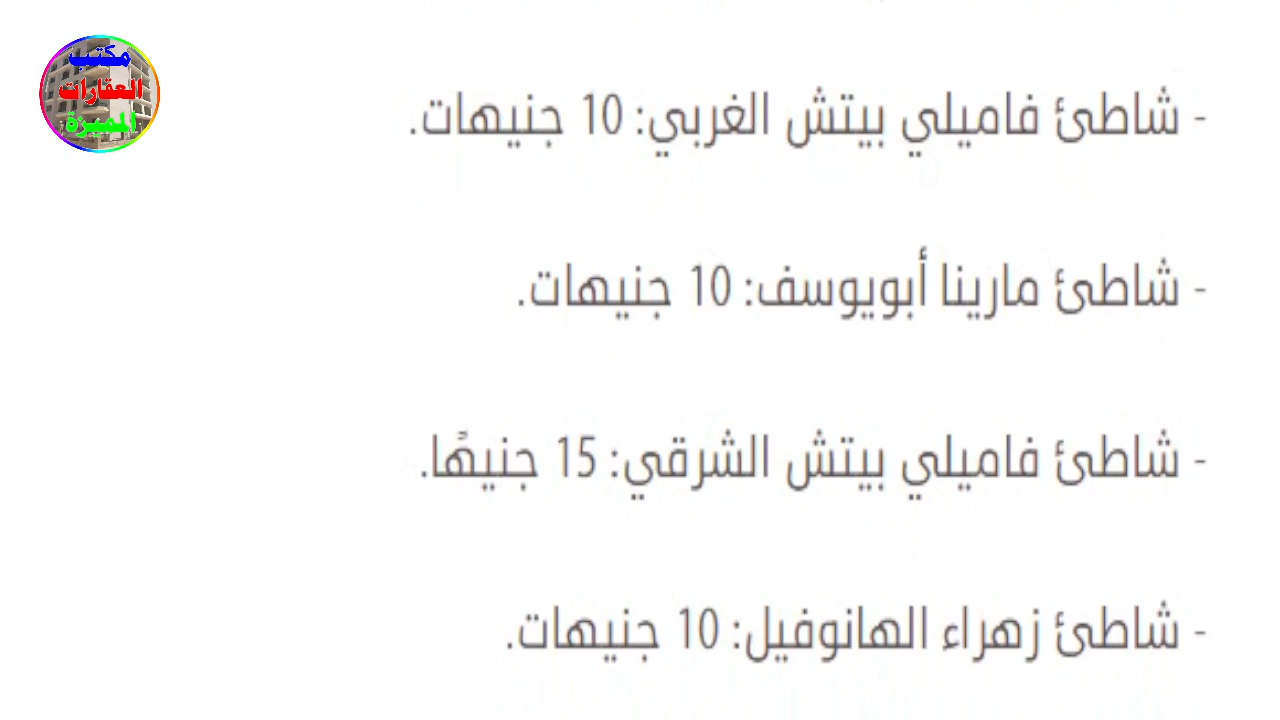 مكتب
العقارات
المميزة
- شاطئ فاميلي بيتش الغربي: 10 جنيهات.
- شاطئ مارينا أبويوسف: 10 جنيهات.
- شاطئ فاميلي بيتش الشرقي: 15 جنيهًا.
- شاطئ زهراء الهانوفيل: 10 جنيهات.